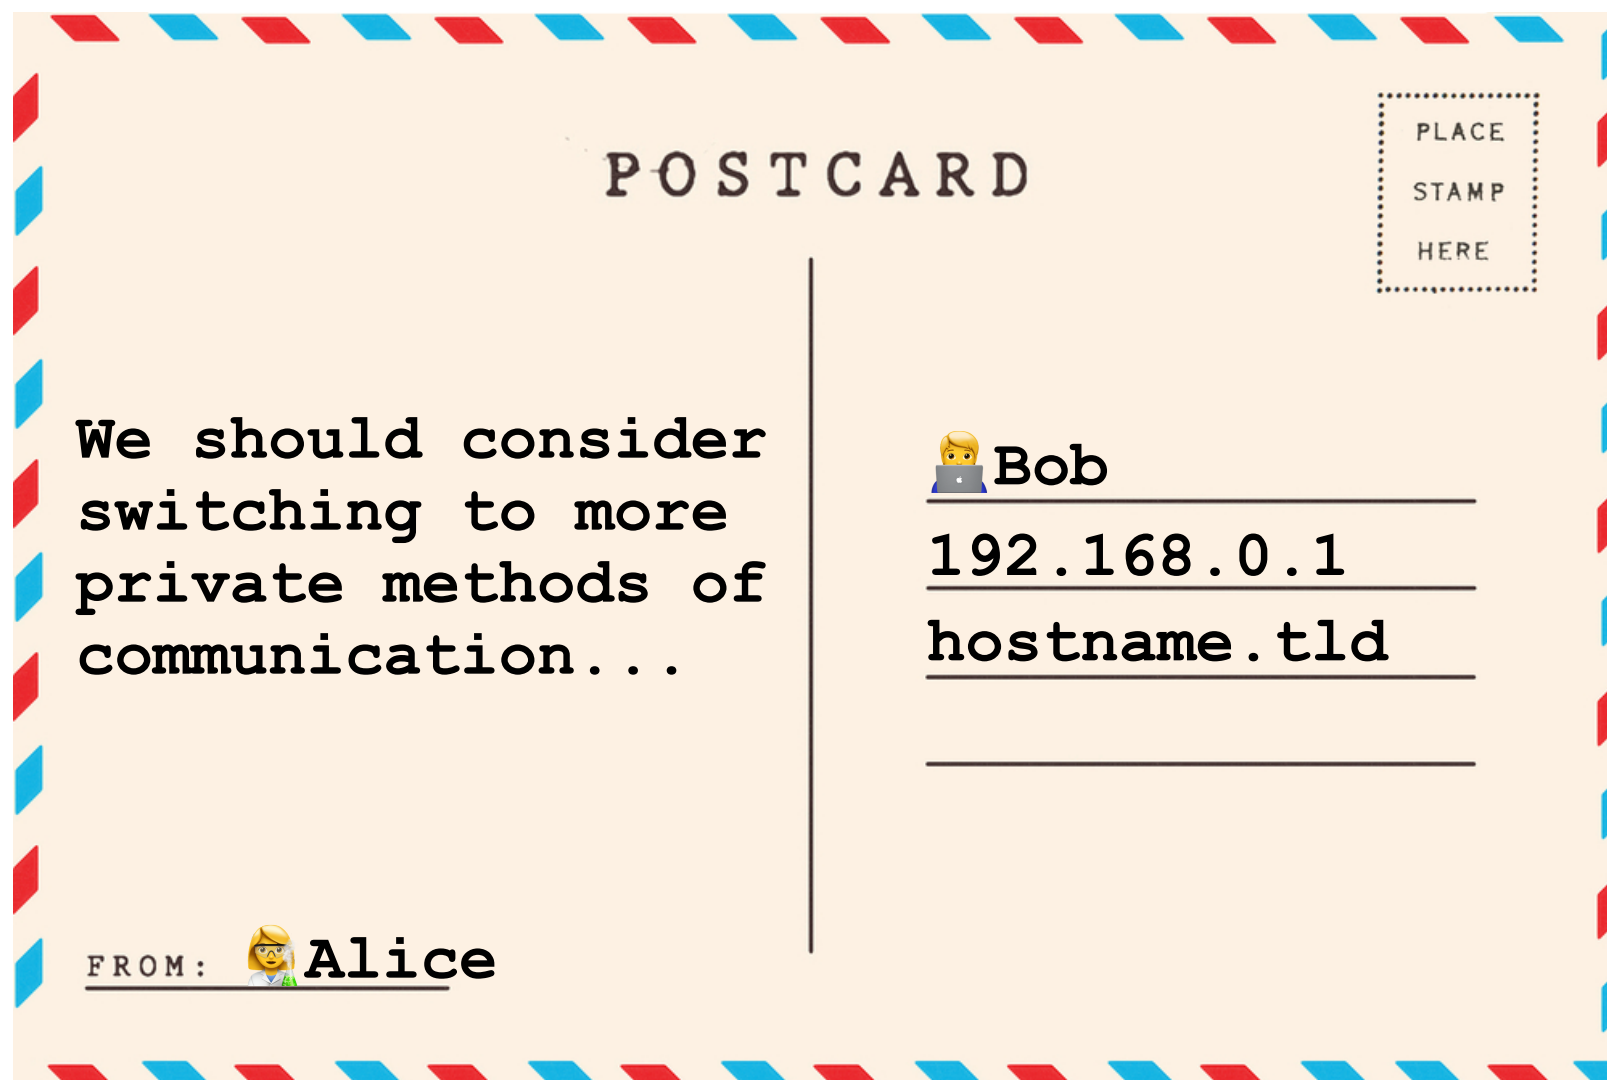 POSTCARD
PLACE
STAMP
HERE
We should consider
switching to more
private methods of
communication...
FROM: Alice
Bob
192.168.0.1
hostname.tld